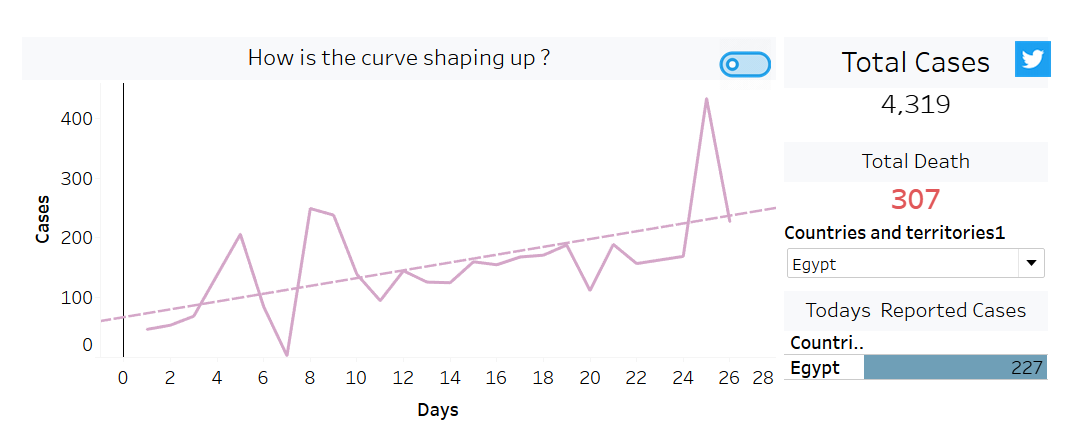 How is the curve shaping up ?
400
300
200
100
0
Cases
0 2 4 6 8 10 12 14 16 18 20 22 24 26 28
Days
Total Cases
4,319
Total Death
307
Countries and territories1
Egypt
Todays Reported Cases
Countri..
Egypt 227